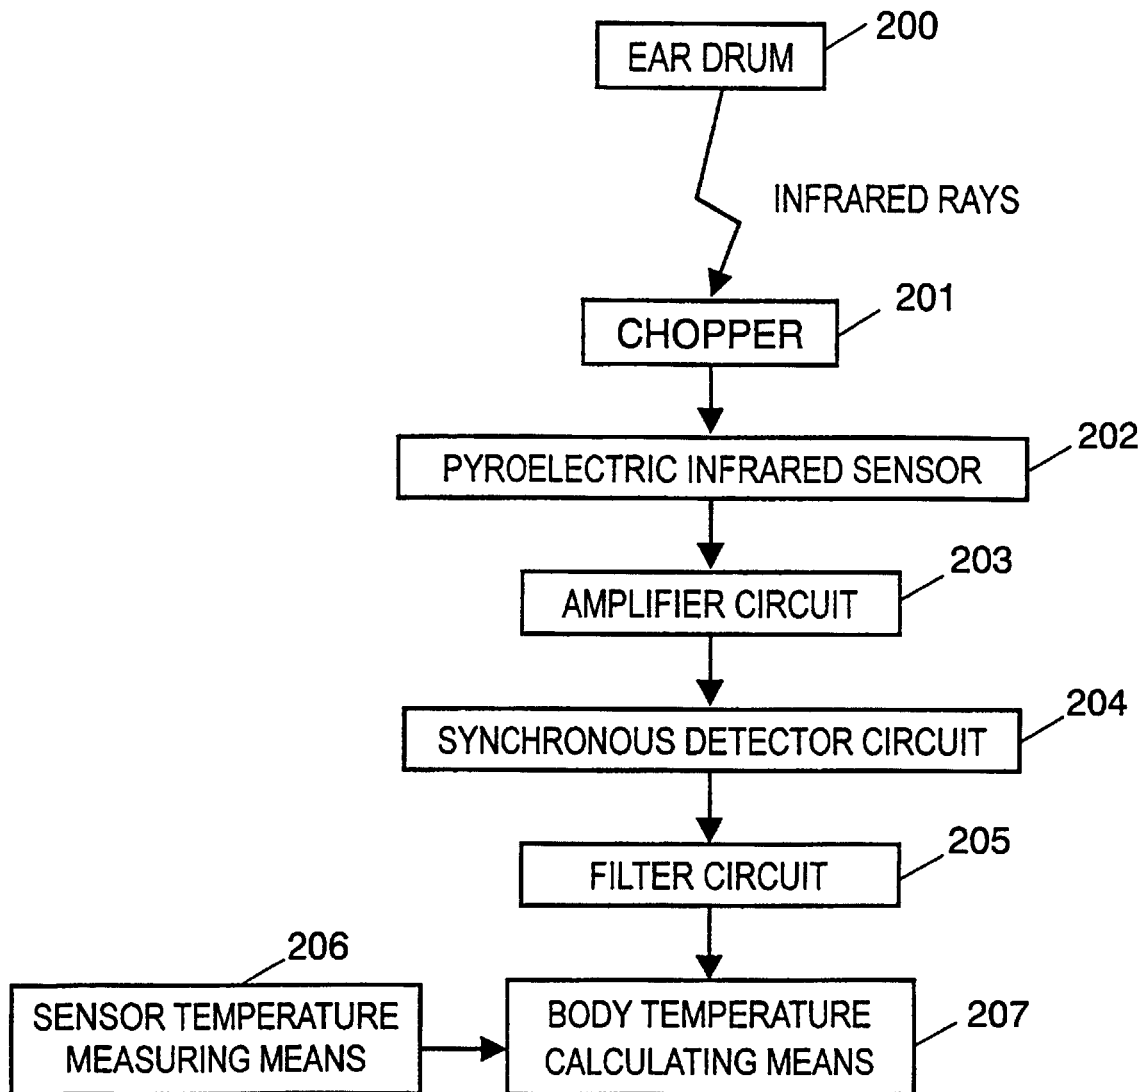 200
EAR DRUM
INFRARED RAYS
201
CHOPPER
202
PYROELECTRIC INFRARED SENSOR
203
AMPLIFIER CIRCUIT
204
SYNCHRONOUS DETECTOR CIRCUIT
205
FILTER CIRCUIT
206
SENSOR TEMPERATURE
MEASURING MEANS
BODY TEMPERATURE
CALCULATING MEANS
207